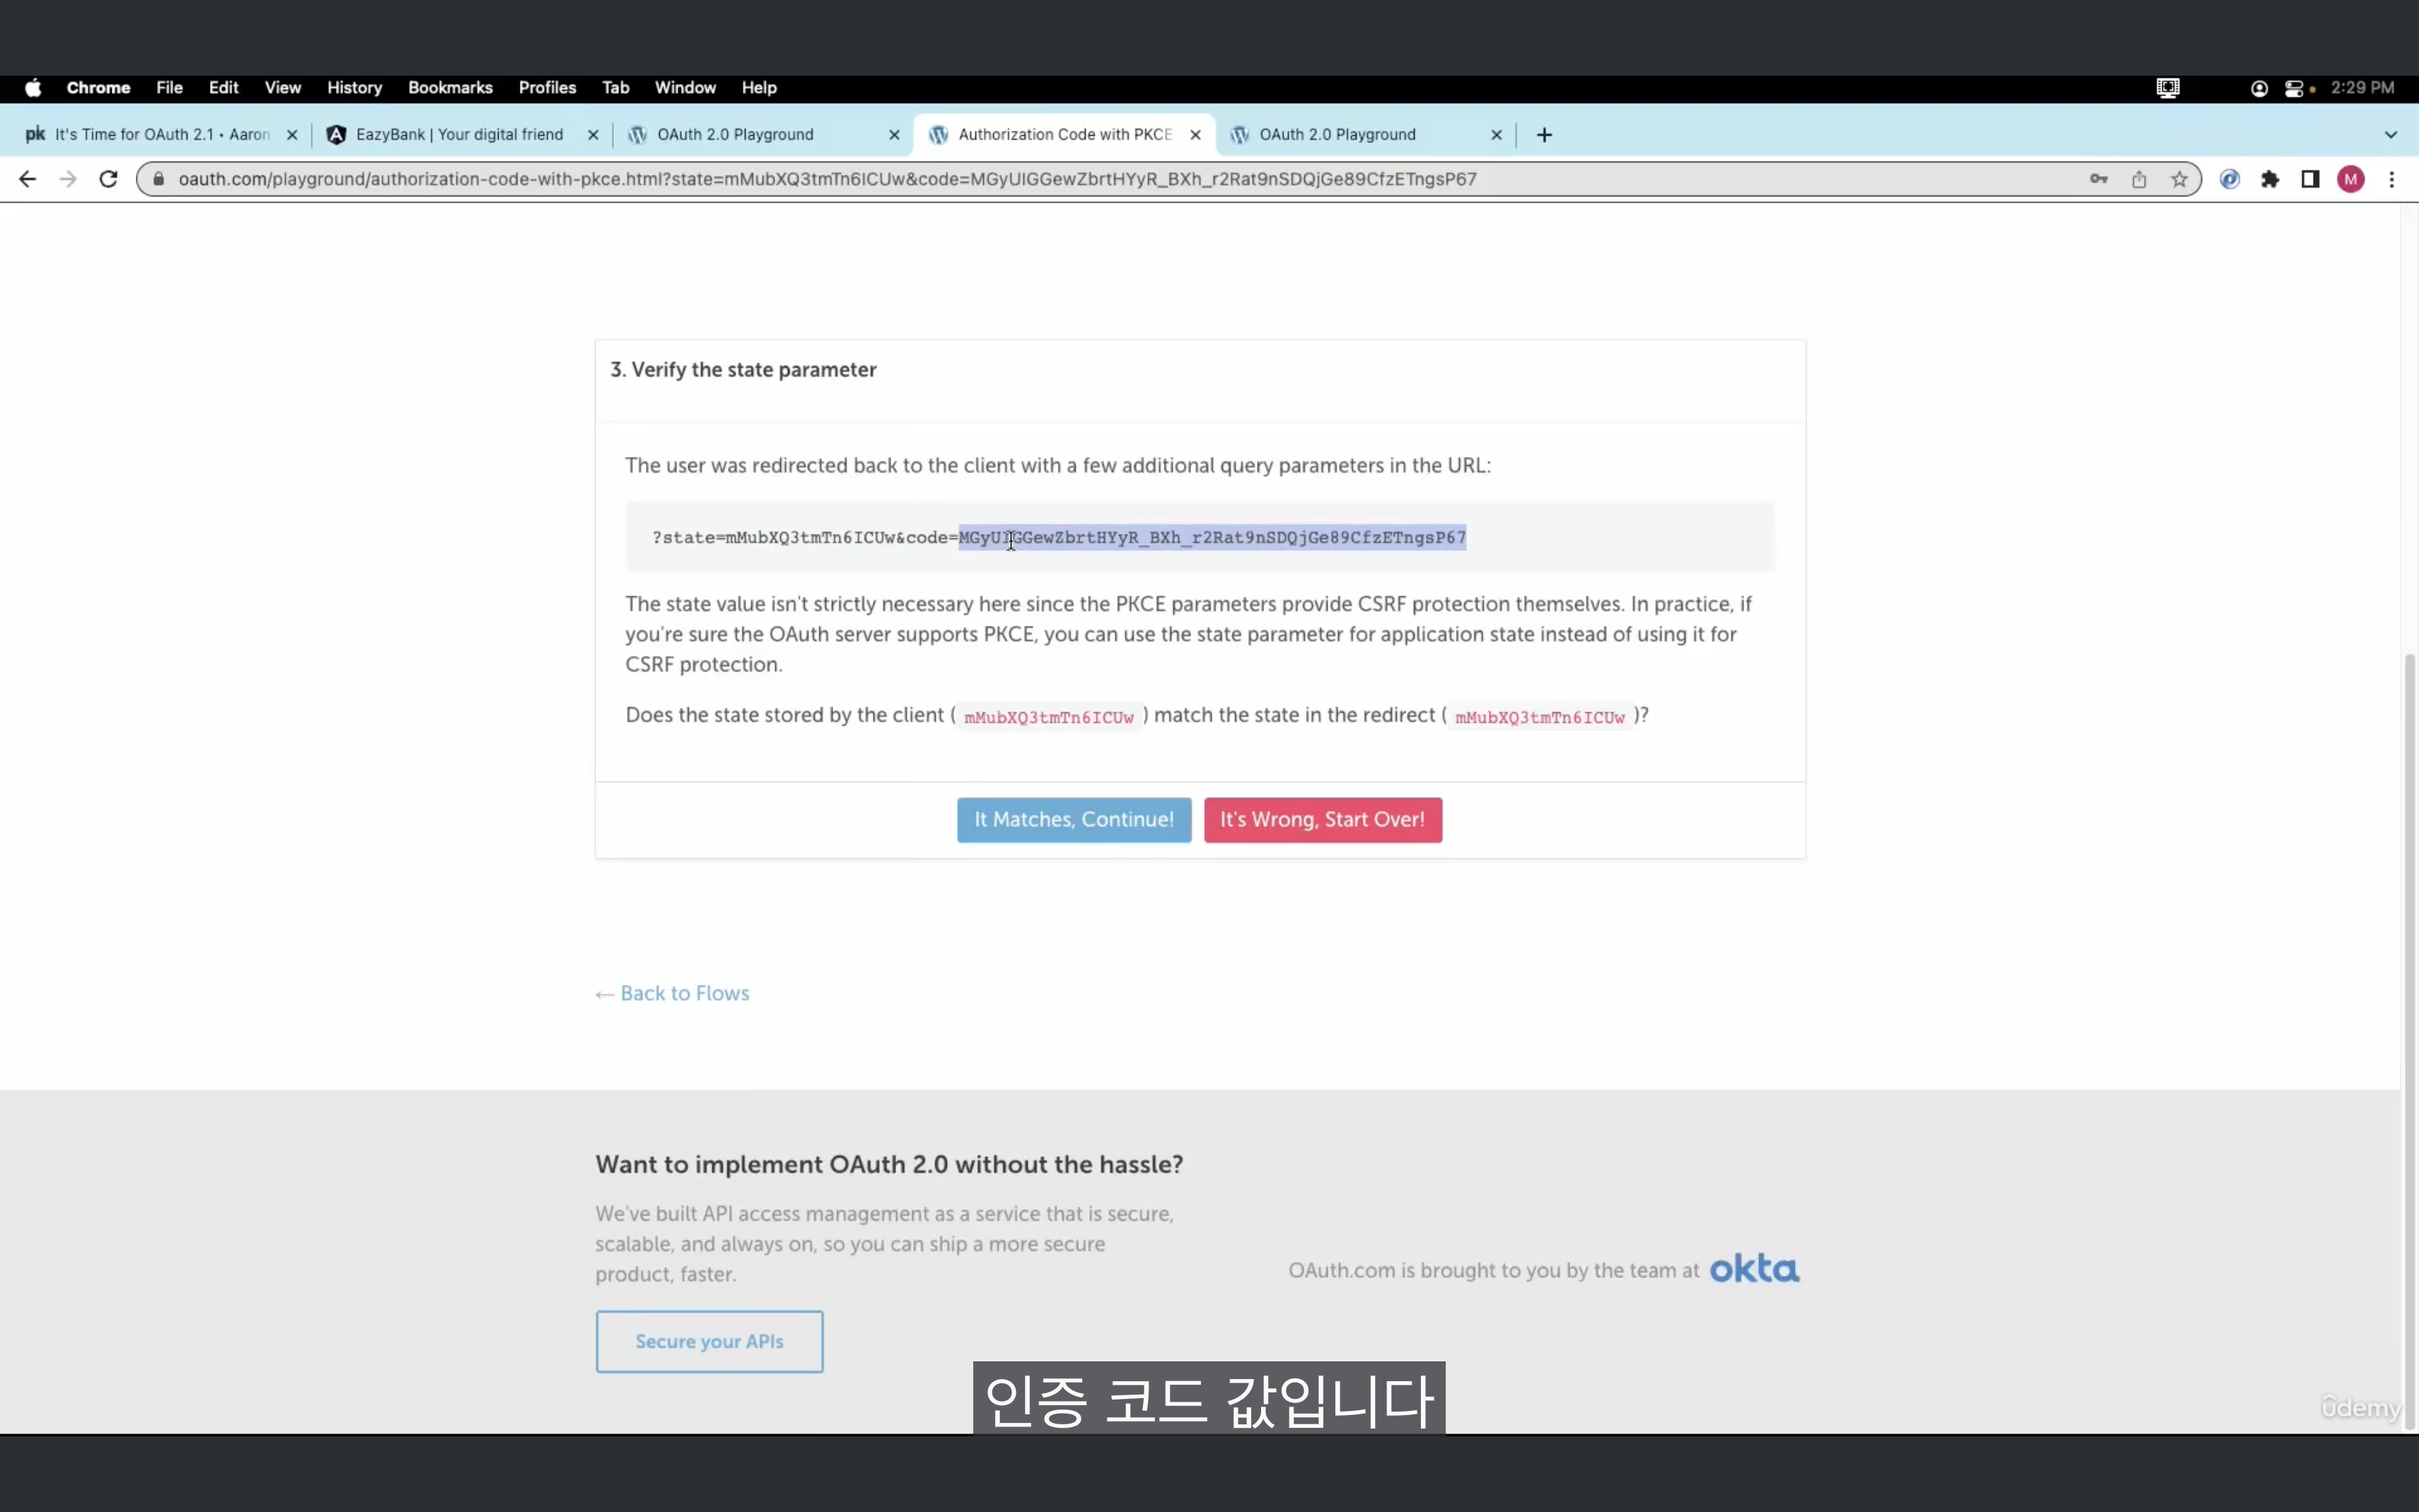 Chrome File Edit View History Bookmarks Profiles Tab Window Help 2:29 PM
pk It's Time for OAuth 2.1 • Aaron EazyBank | Your digital friend OAuth 2.0 Playground Authorization Code with PKCE OAuth 2.0 Playground
oauth.com/playground/authorization-code-with-pkce.html?state=mMubXQ3tmTn6ICUw&code=MGyUIGGewZbrtHYyR_BXh_r2Rat9nSDQjGe89CfzETngsP67 M
3. Verify the state parameter
The user was redirected back to the client with a few additional query parameters in the URL:
?state=mMubXQ3tmTn6ICUw&code=MGyUIGGewZbrtHYyR_BXh_r2Rat9nSDQjGe89CfzETngsP67
The state value isn't strictly necessary here since the PKCE parameters provide CSRF protection themselves. In practice, if
you're sure the OAuth server supports PKCE, you can use the state parameter for application state instead of using it for
CSRF protection.
Does the state stored by the client ( mMubXQ3tmTn6ICUw ) match the state in the redirect ( mMubXQ3tmTn6ICUw )?
It Matches, Continue! It's Wrong, Start Over!
← Back to Flows
Want to implement OAuth 2.0 without the hassle?
We've built API access management as a service that is secure,
scalable, and always on, so you can ship a more secure
product, faster.
OAuth.com is brought to you by the team at okta
Secure your APIs
인증 코드 값입니다
ûdemy